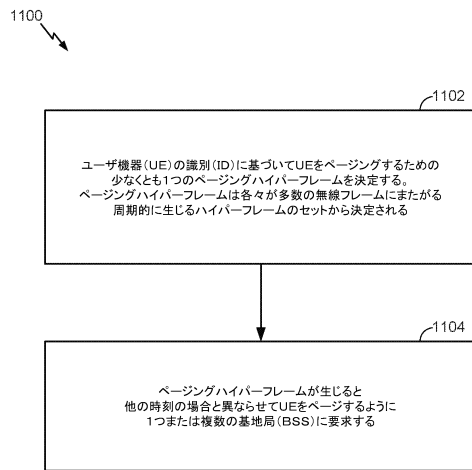 1100
1102
ユーザ機器(UE)の識別(ID)に基づいてUEをページングするための
少なくとも1つのページングハイパーフレームを決定する。
ページングハイパーフレームは各々が多数の無線フレームにまたがる
周期的に生じるハイパーフレームのセットから決定される
1104
ページングハイパーフレームが生じると
他の時刻の場合と異ならせてUEをページするように
1つまたは複数の基地局(BSS)に要求する